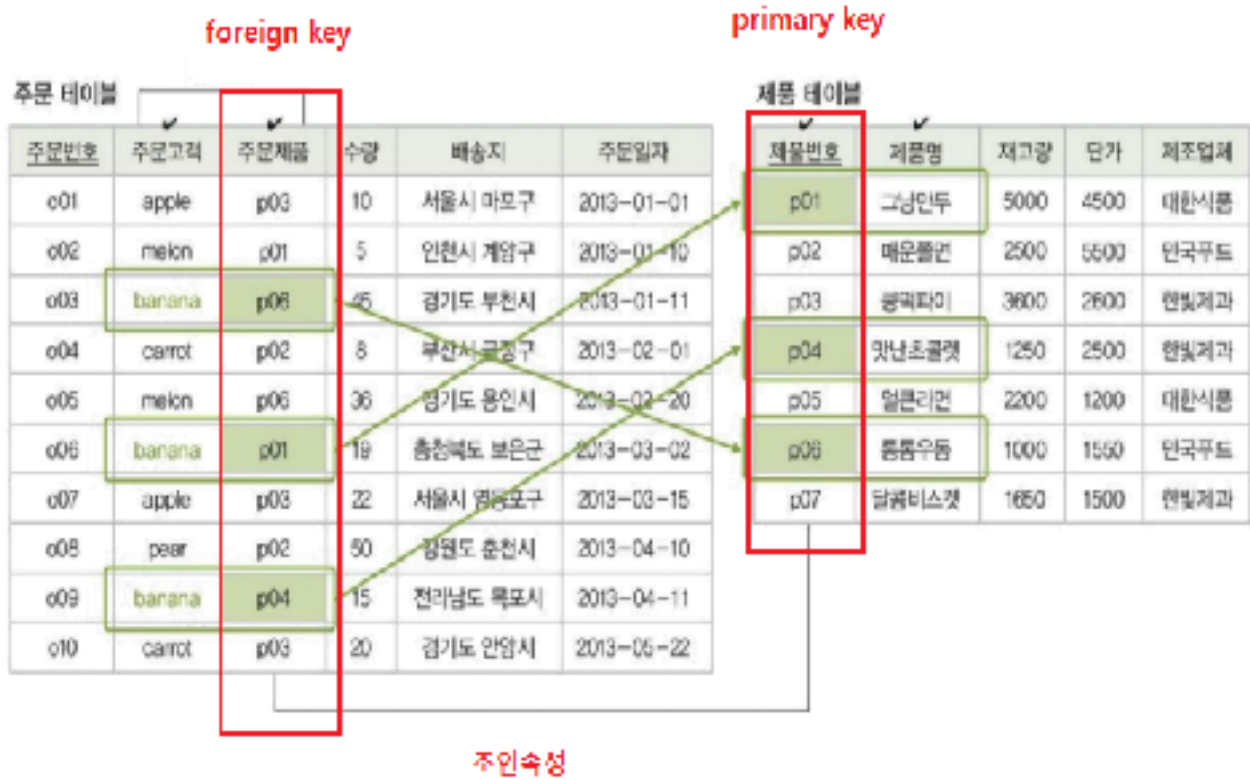 foreign key
primary key
주문 테이블
제품 테이블
주문번호 주문고객 주문제품 수량 배송지 주문일자
제품번호 제품명 재고량 단가 제조업체
o01 apple p03 10 서울시 마포구 2013-01-01
p01 그냥만두 5000 4500 대한식품
o02 melon p01 5 인천시 계양구 2013-01-10
p02 매운쫄면 2500 5500 민국푸드
o03 banana p06 45 경기도 부천시 2013-01-11
p03 쿵떡파이 3600 2600 한빛제과
o04 carrot p02 8 부산시 금정구 2013-02-01
p04 맛난초콜렛 1250 2500 한빛제과
o05 melon p06 36 경기도 용인시 2013-02-20
p05 얼큰라면 2200 1200 대한식품
o06 banana p01 19 충청북도 보은군 2013-03-02
p06 통통우동 1000 1550 민국푸드
o07 apple p03 22 서울시 영등포구 2013-03-15
p07 달콤비스켓 1650 1500 한빛제과
o08 pear p02 50 강원도 춘천시 2013-04-10
o09 banana p04 15 전라남도 목포시 2013-04-11
o10 carrot p03 20 경기도 안양시 2013-05-22
조인속성